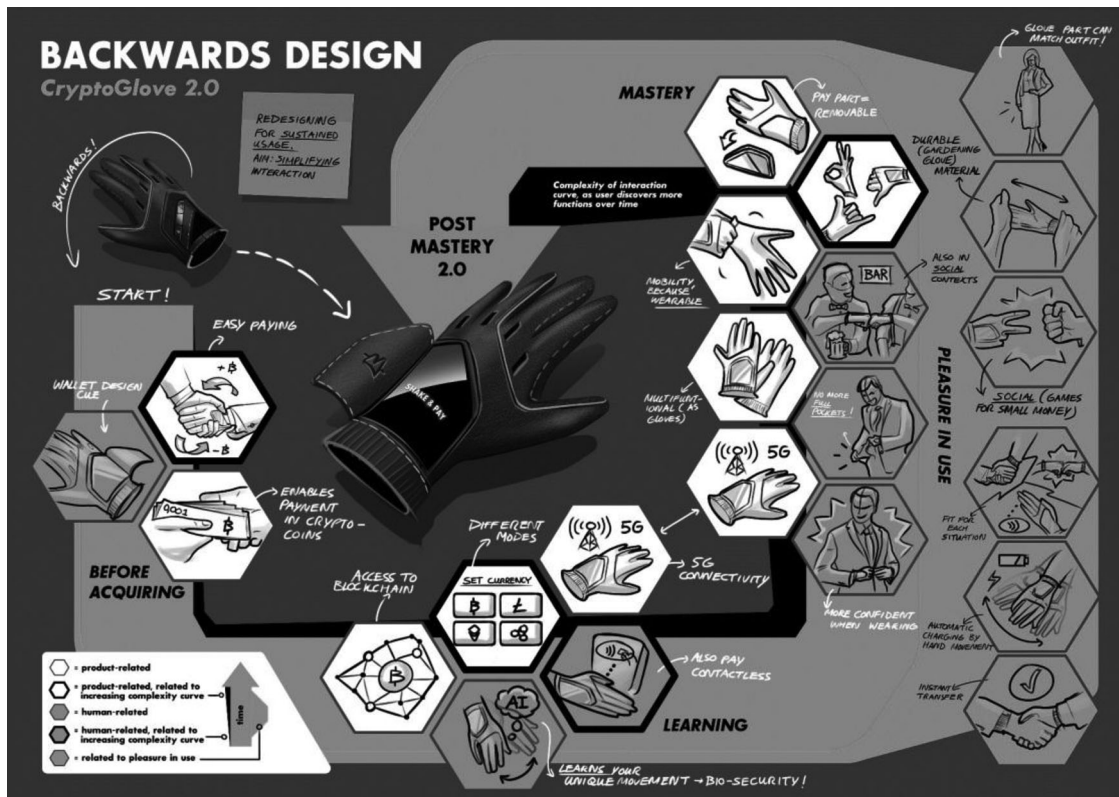 BACKWARDS DESIGN
CryptoGlove 2.0
REDESIGNING
FOR SUSTAINED
USAGE,
AIM: SIMPLIFYING
INTERACTION
BACKWARDS!
START!
EASY PAYING
+ ₿
- ₿
WALLET DESIGN
CUE
9001
₿
ENABLES
PAYMENT
IN CRYPTO-
COINS
BEFORE
ACQUIRING
POST
MASTERY
2.0
SHAKE & PAY
ACCESS TO
BLOCKCHAIN
₿
DIFFERENT
MODES
SET CURRENCY
₿ Ł
5G
5G
CONNECTIVITY
AI
LEARNS YOUR
UNIQUE MOVEMENT → BIO-SECURITY!
ALSO PAY
CONTACTLESS
LEARNING
MASTERY
PAY PART =
REMOVABLE
Complexity of interaction
curve, as user discovers more
functions over time
MOBILITY,
BECAUSE
WEARABLE
MULTIFUNCT-
IONAL (AS
GLOVES)
5G
BAR
ALSO IN
SOCIAL
CONTEXTS
NO MORE
FULL
POCKETS!
MORE CONFIDENT
WHEN WEARING
PLEASURE IN USE
GLOVE PART CAN
MATCH OUTFIT!
DURABLE
(GARDENING
GLOVE)
MATERIAL
SOCIAL (GAMES
FOR SMALL MONEY)
FIT FOR
EACH
SITUATION
AUTOMATIC
CHARGING BY
HAND MOVEMENT
INSTANT
TRANSFER
= product-related
= product-related, related to
increasing complexity curve
= human-related
= human-related, related to
increasing complexity curve
= related to pleasure in use
time